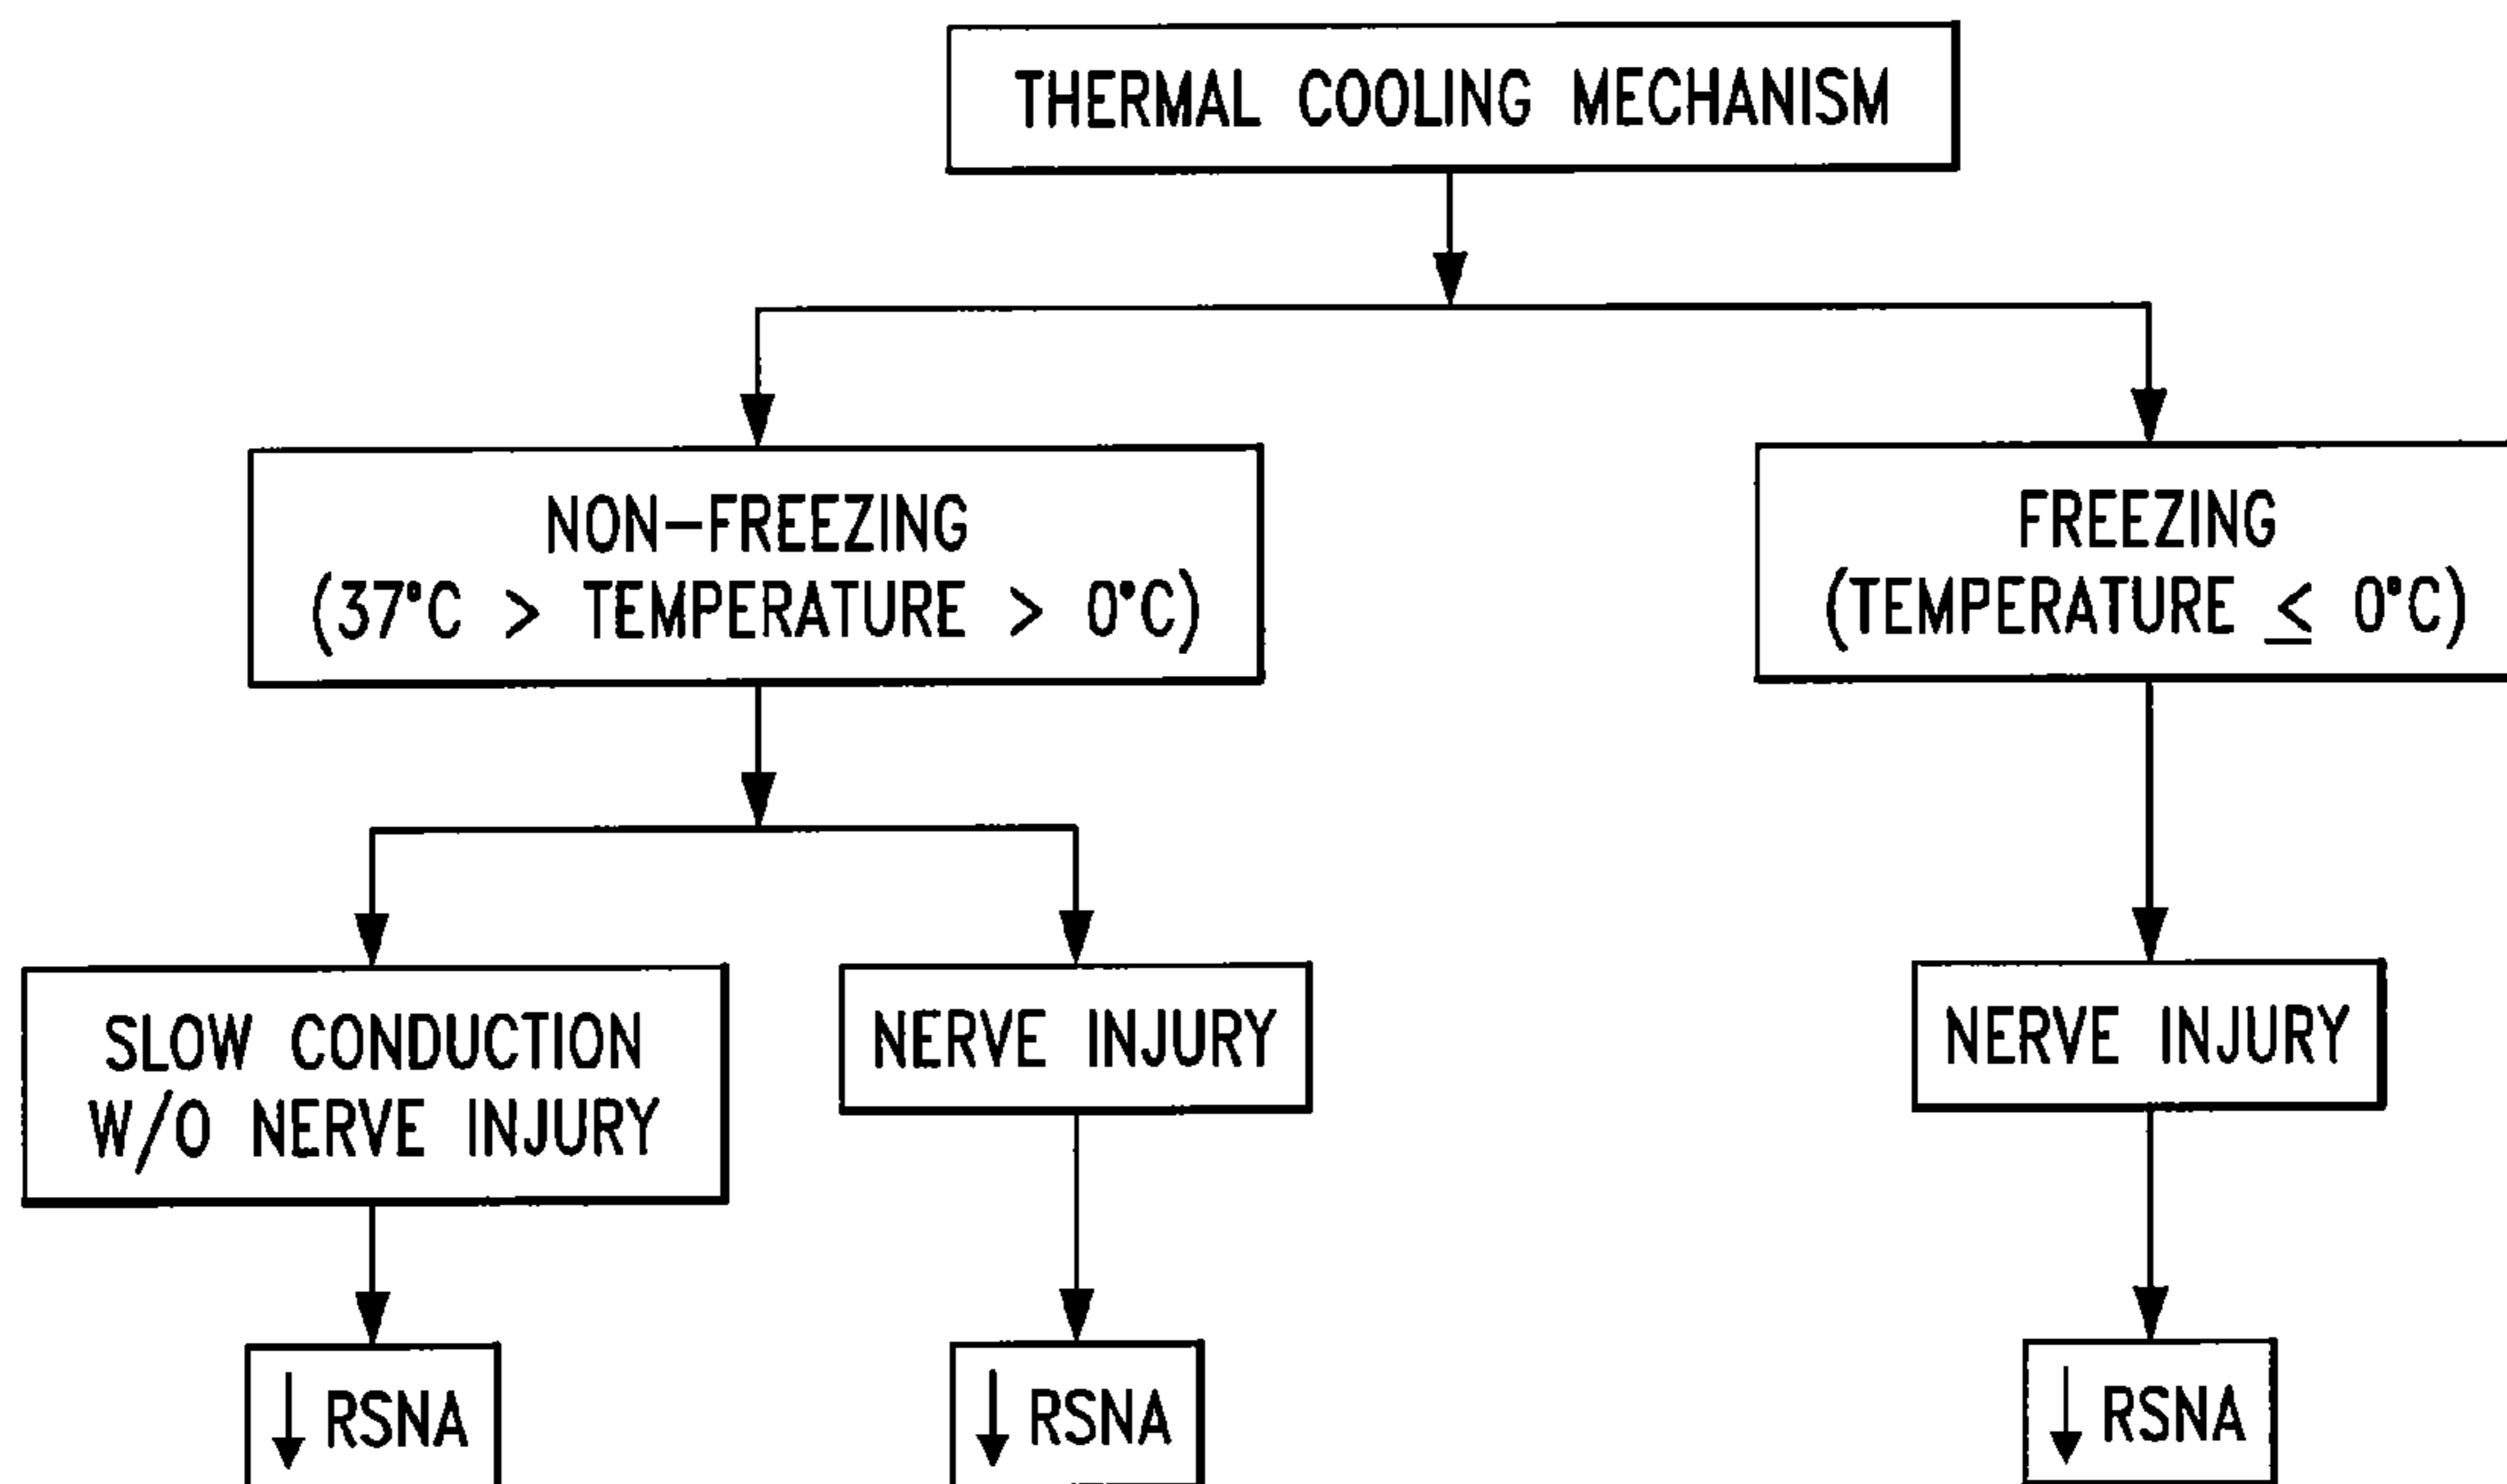 THERMAL COOLING MECHANISM
NON-FREEZING
(37°C > TEMPERATURE > 0°C)
FREEZING
(TEMPERATURE ≤ 0°C)
SLOW CONDUCTION
W/O NERVE INJURY
NERVE INJURY
NERVE INJURY
↓ RSNA
↓ RSNA
↓ RSNA